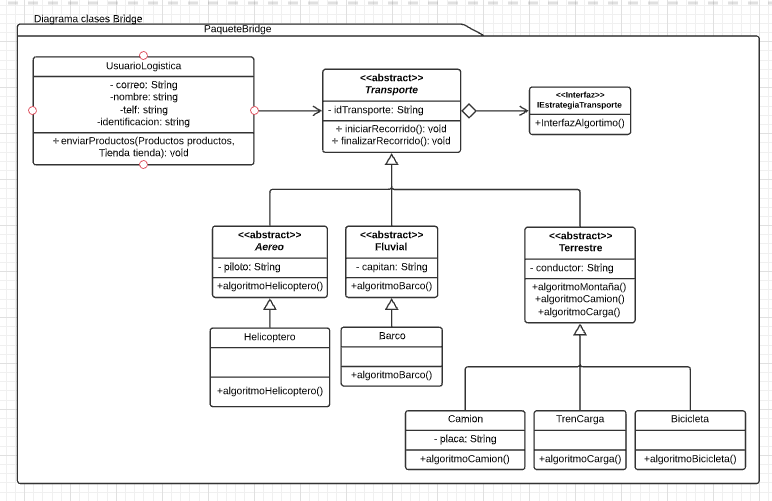 Diagrama clases Bridge
PaqueteBridge
UsuarioLogistica
- correo: String
-nombre: string
-telf: string
-identificacion: string
+ enviarProductos(Productos productos,
Tienda tienda): void
<<abstract>>
Transporte
- idTransporte: String
+ iniciarRecorrido(): void
+ finalizarRecorrido(): void
<<Interfaz>>
IEstrategiaTransporte
+InterfazAlgortimo()
<<abstract>>
Aereo
- piloto: String
+algoritmoHelicoptero()
<<abstract>>
Fluvial
- capitan: String
+algoritmoBarco()
<<abstract>>
Terrestre
- conductor: String
+algoritmoMontaña()
+algoritmoCamion()
+algoritmoCarga()
Helicoptero
+algoritmoHelicoptero()
Barco
+algoritmoBarco()
Camion
- placa: String
+algoritmoCamion()
TrenCarga
+algoritmoCarga()
Bicicleta
+algoritmoBicicleta()